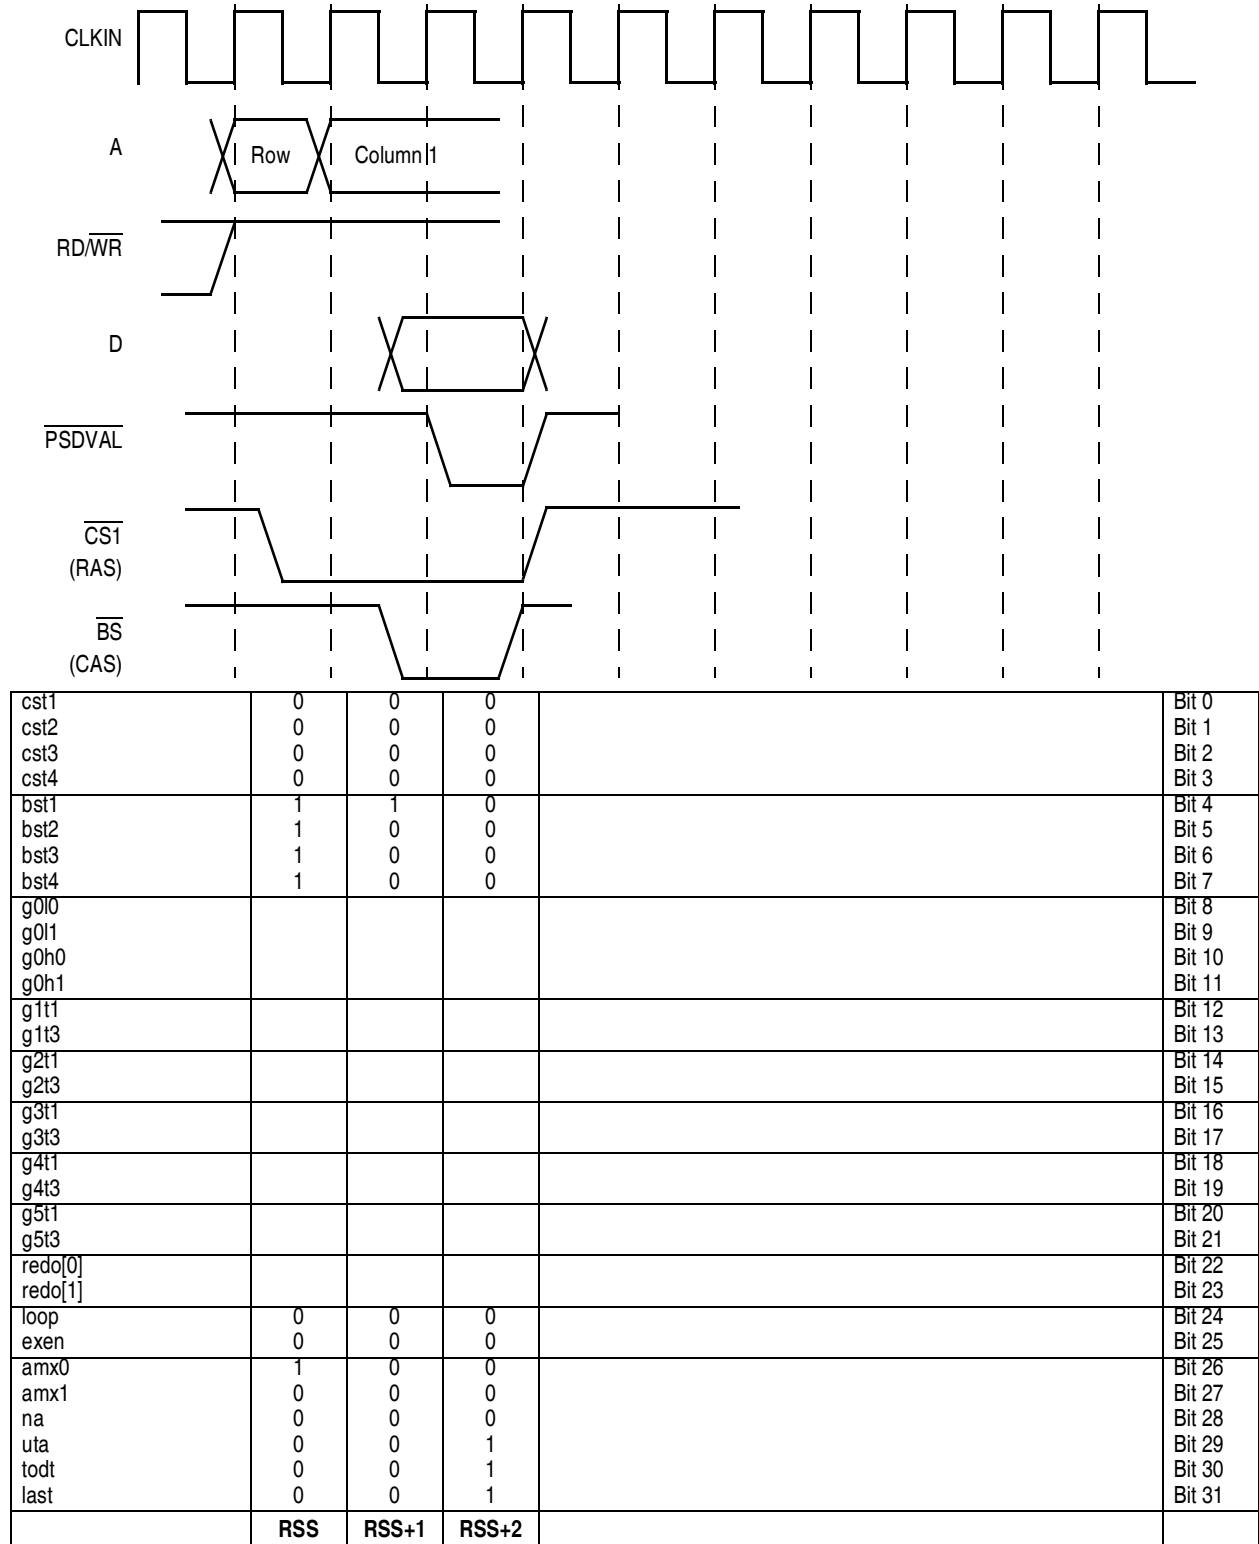 CLKIN
A
Row
Column 1
RD/WR
D
PSDVAL
CS1
(RAS)
BS
(CAS)
cst1 0 0 0 Bit 0
cst2 0 0 0 Bit 1
cst3 0 0 0 Bit 2
cst4 0 0 0 Bit 3
bst1 1 1 0 Bit 4
bst2 1 0 0 Bit 5
bst3 1 0 0 Bit 6
bst4 1 0 0 Bit 7
g0l0 Bit 8
g0l1 Bit 9
g0h0 Bit 10
g0h1 Bit 11
g1t1 Bit 12
g1t3 Bit 13
g2t1 Bit 14
g2t3 Bit 15
g3t1 Bit 16
g3t3 Bit 17
g4t1 Bit 18
g4t3 Bit 19
g5t1 Bit 20
g5t3 Bit 21
redo[0] Bit 22
redo[1] Bit 23
loop 0 0 0 Bit 24
exen 0 0 0 Bit 25
amx0 1 0 0 Bit 26
amx1 0 0 0 Bit 27
na 0 0 0 Bit 28
uta 0 0 1 Bit 29
todt 0 0 1 Bit 30
last 0 0 1 Bit 31
RSS RSS+1 RSS+2